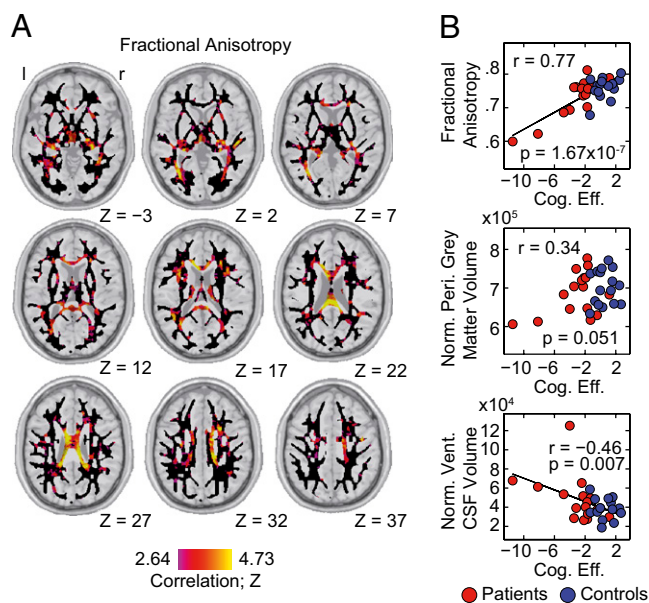 A
Fractional Anisotropy
l r
Z = −3 Z = 2 Z = 7
Z = 12 Z = 17 Z = 22
Z = 27 Z = 32 Z = 37
2.64 4.73
Correlation; Z
B
Fractional
Anisotropy
.8
.7
.6
r = 0.77
p = 1.67x10-7
−10 −6 −2 2
Cog. Eff.
x10⁵
Norm. Peri. Grey
Matter Volume
8
7
6
r = 0.34
p = 0.051
−10 −6 −2 2
Cog. Eff.
x10⁴
Norm. Vent.
CSF Volume
12
10
8
6
4
2
r = −0.46
p = 0.007
−10 −6 −2 2
Cog. Eff.
Patients Controls